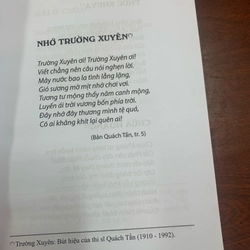 NHỚ TRƯỜNG XUYÊN(*)
Trường Xuyên ơi! Trường Xuyên ơi!
Viết chẳng nên câu nói nghẹn lời.
Mây nước bao la tình lẳng lặng,
Gió sương mờ mịt nhớ chơi vơi.
Tương tư mộng thấy năm canh mộng,
Luyến ái trời vương bốn phía trời.
Đây nhớ đây thương mình tệ quá,
Có ai khăng khít lại quên ai!
(Bản Quách Tấn, tr. 5)
(*) Trường Xuyên: Bút hiệu của thi sĩ Quách Tấn (1910 - 1992).